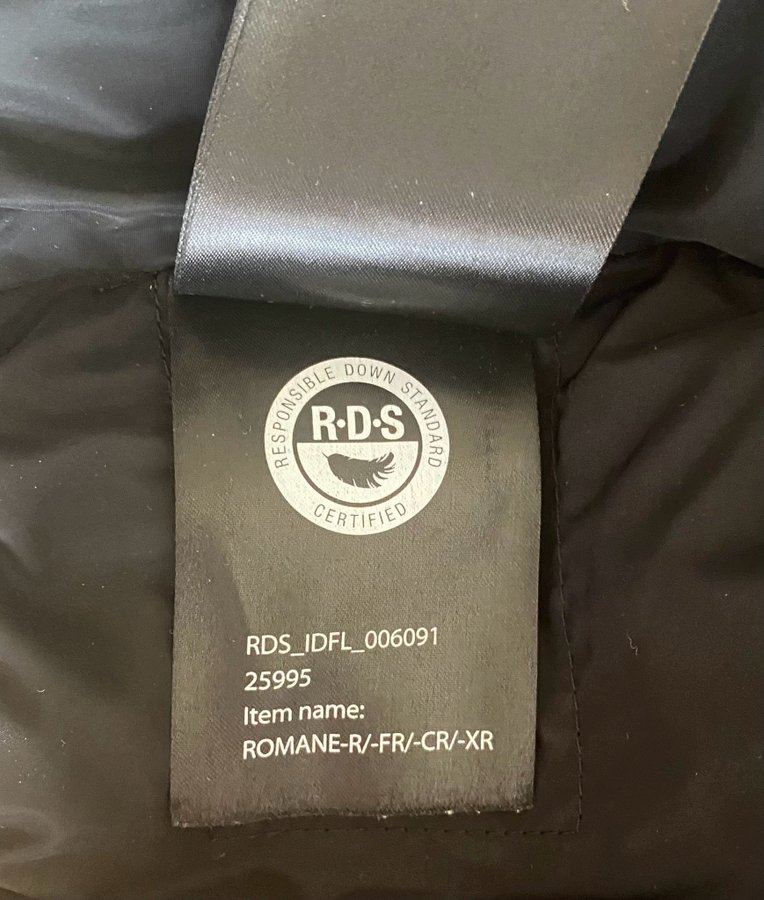 RESPONSIBLE DOWN STANDARD
R·D·S
CERTIFIED
RDS_IDFL_006091
25995
Item name:
ROMANE-R/-FR/-CR/-XR